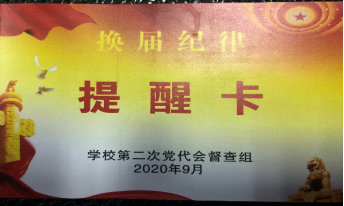 换届纪律
提醒卡
学校第二次党代会督查组
2020年9月